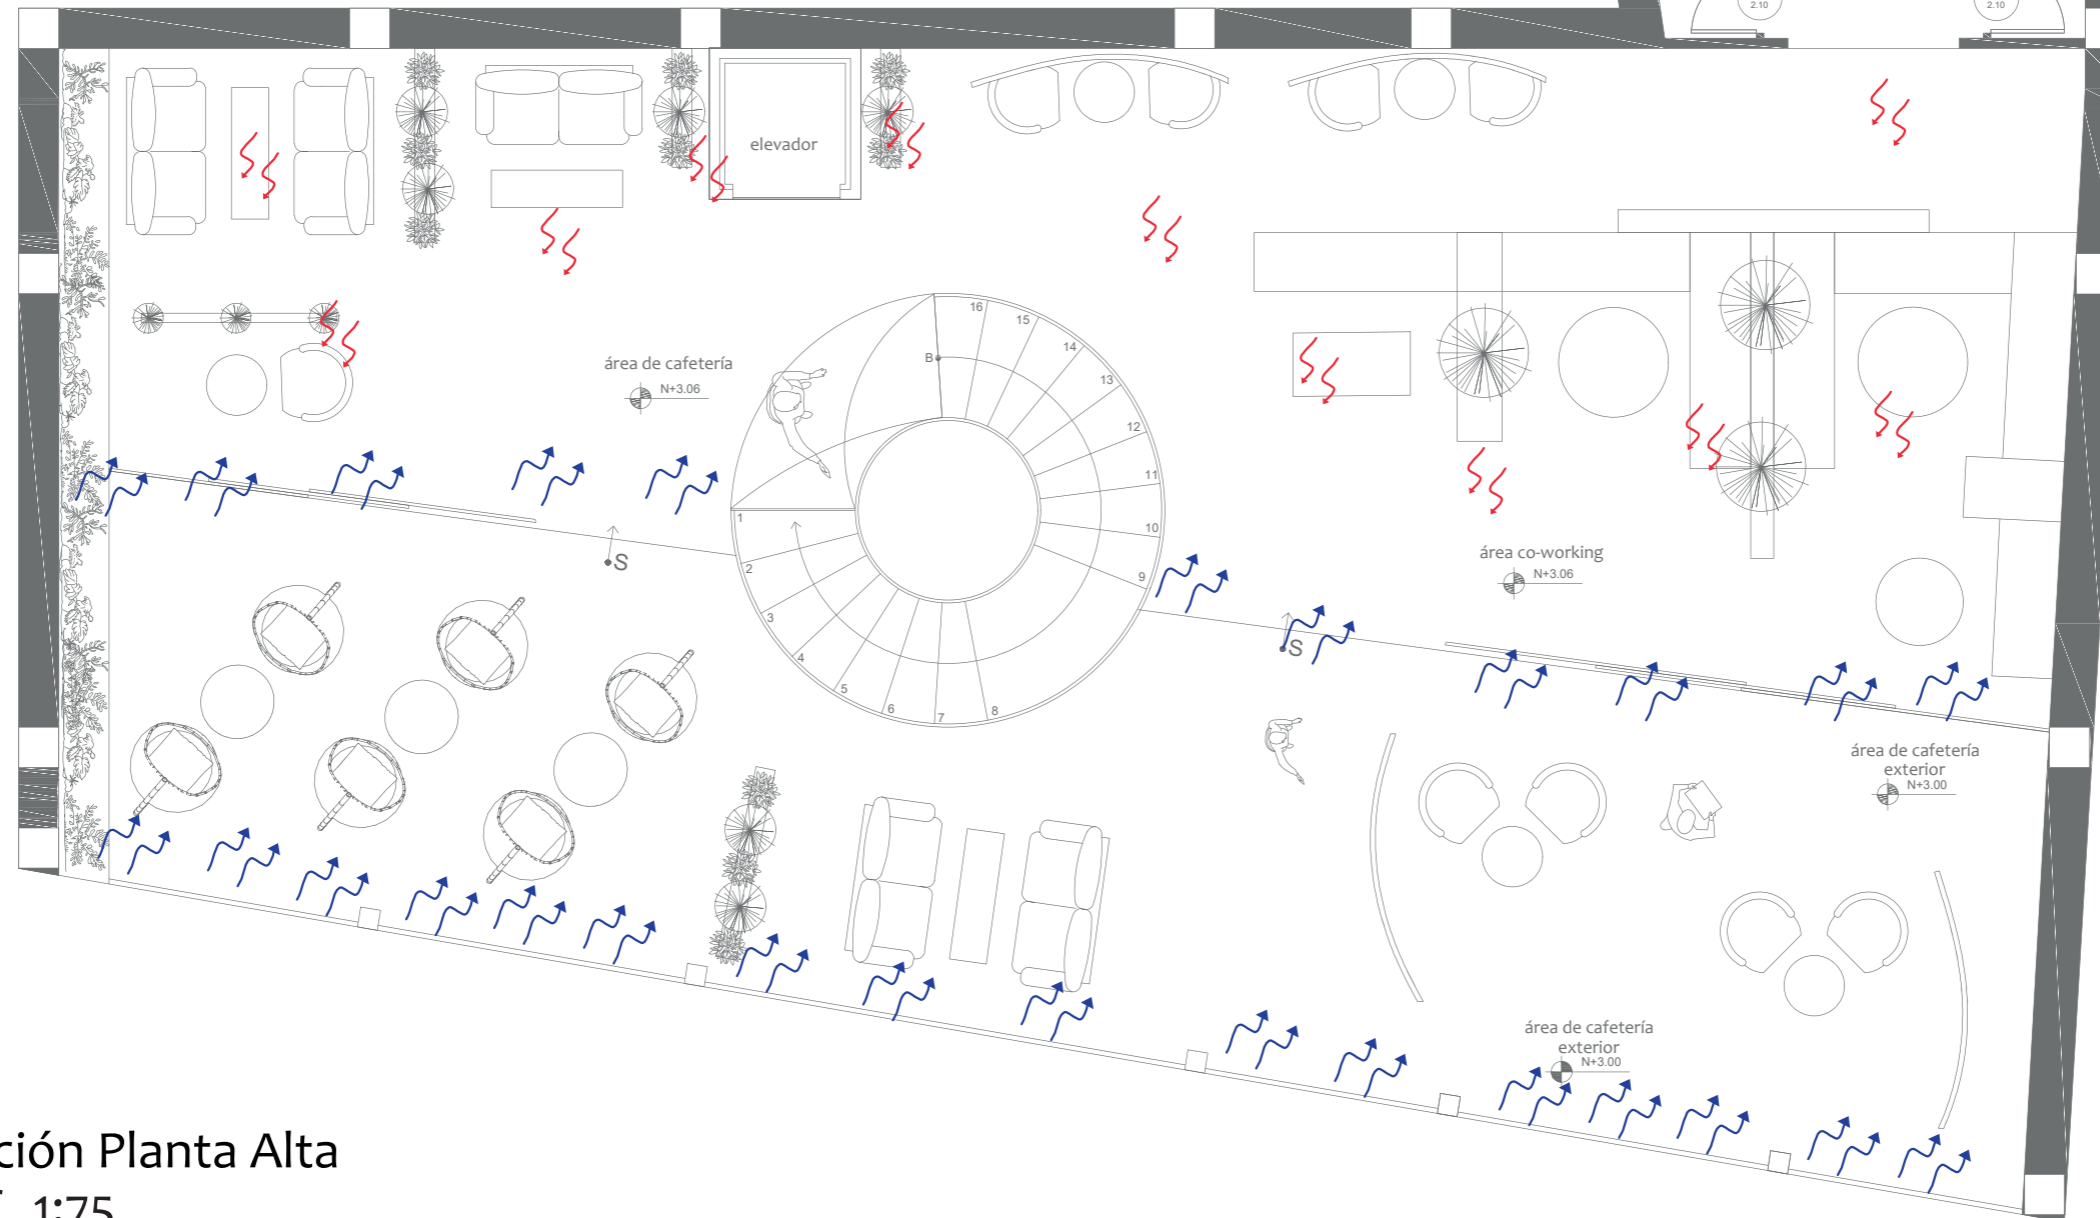 2.10
2.10
elevador
16
15
14
13
12
11
10
9
B
área de cafetería
N+3.06
1
2
3
4
5
6
7
8
S
área co-working
N+3.06
S
área de cafetería
exterior
N+3.00
área de cafetería
exterior
N+3.00
ción Planta Alta
1:75